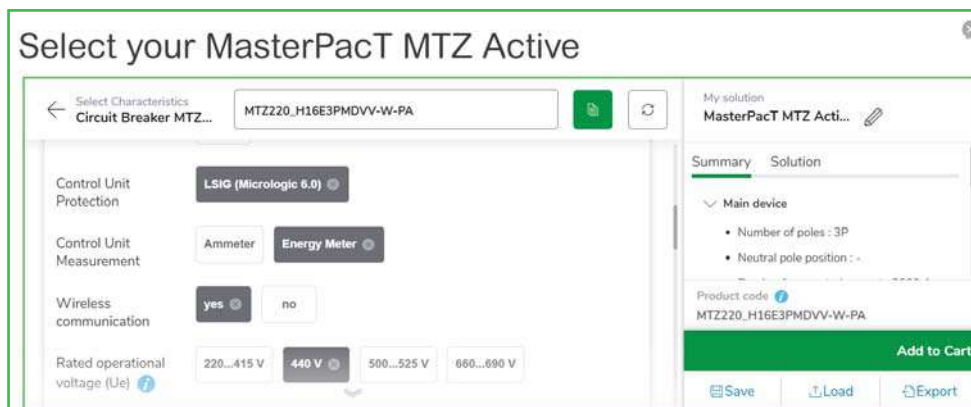 Select your MasterPacT MTZ Active
Select Characteristics
Circuit Breaker MTZ...
MTZ220_H16E3PMDVV-W-PA
Control Unit
Protection
LSIG (Micrologic 6.0)
Control Unit
Measurement
Ammeter
Energy Meter
Wireless
communication
yes
no
Rated operational
voltage (Ue)
220...415 V
440 V
500...525 V
660...690 V
My solution
MasterPacT MTZ Acti...
Summary
Solution
Main device
• Number of poles : 3P
• Neutral pole position : -
Product code
MTZ220_H16E3PMDVV-W-PA
Add to Cart
Save
Load
Export